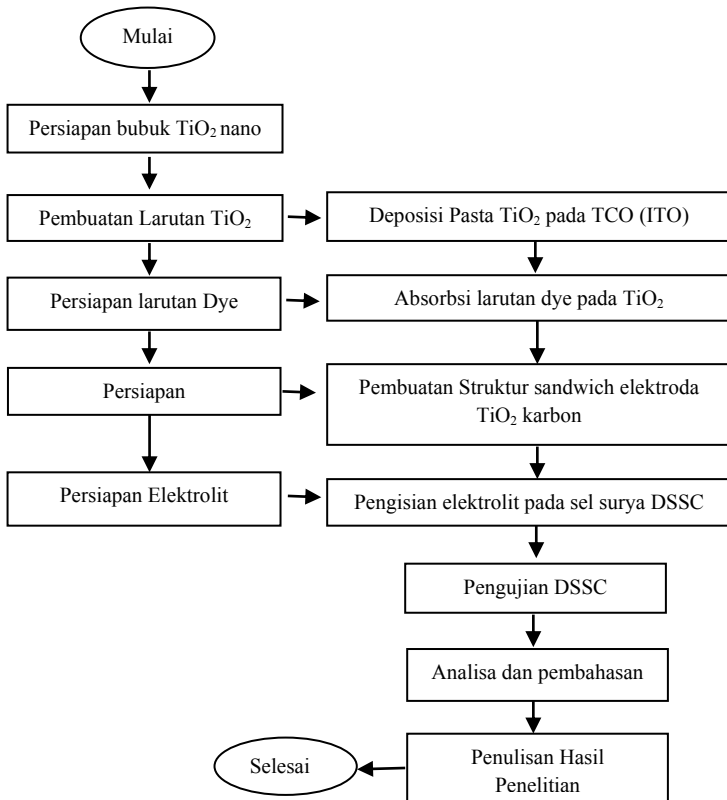 Mulai
Persiapan bubuk TiO₂ nano
Pembuatan Larutan TiO₂
Deposisi Pasta TiO₂ pada TCO (ITO)
Persiapan larutan Dye
Absorbsi larutan dye pada TiO₂
Persiapan
Pembuatan Struktur sandwich elektroda
TiO₂ karbon
Persiapan Elektrolit
Pengisian elektrolit pada sel surya DSSC
Pengujian DSSC
Analisa dan pembahasan
Selesai
Penulisan Hasil
Penelitian